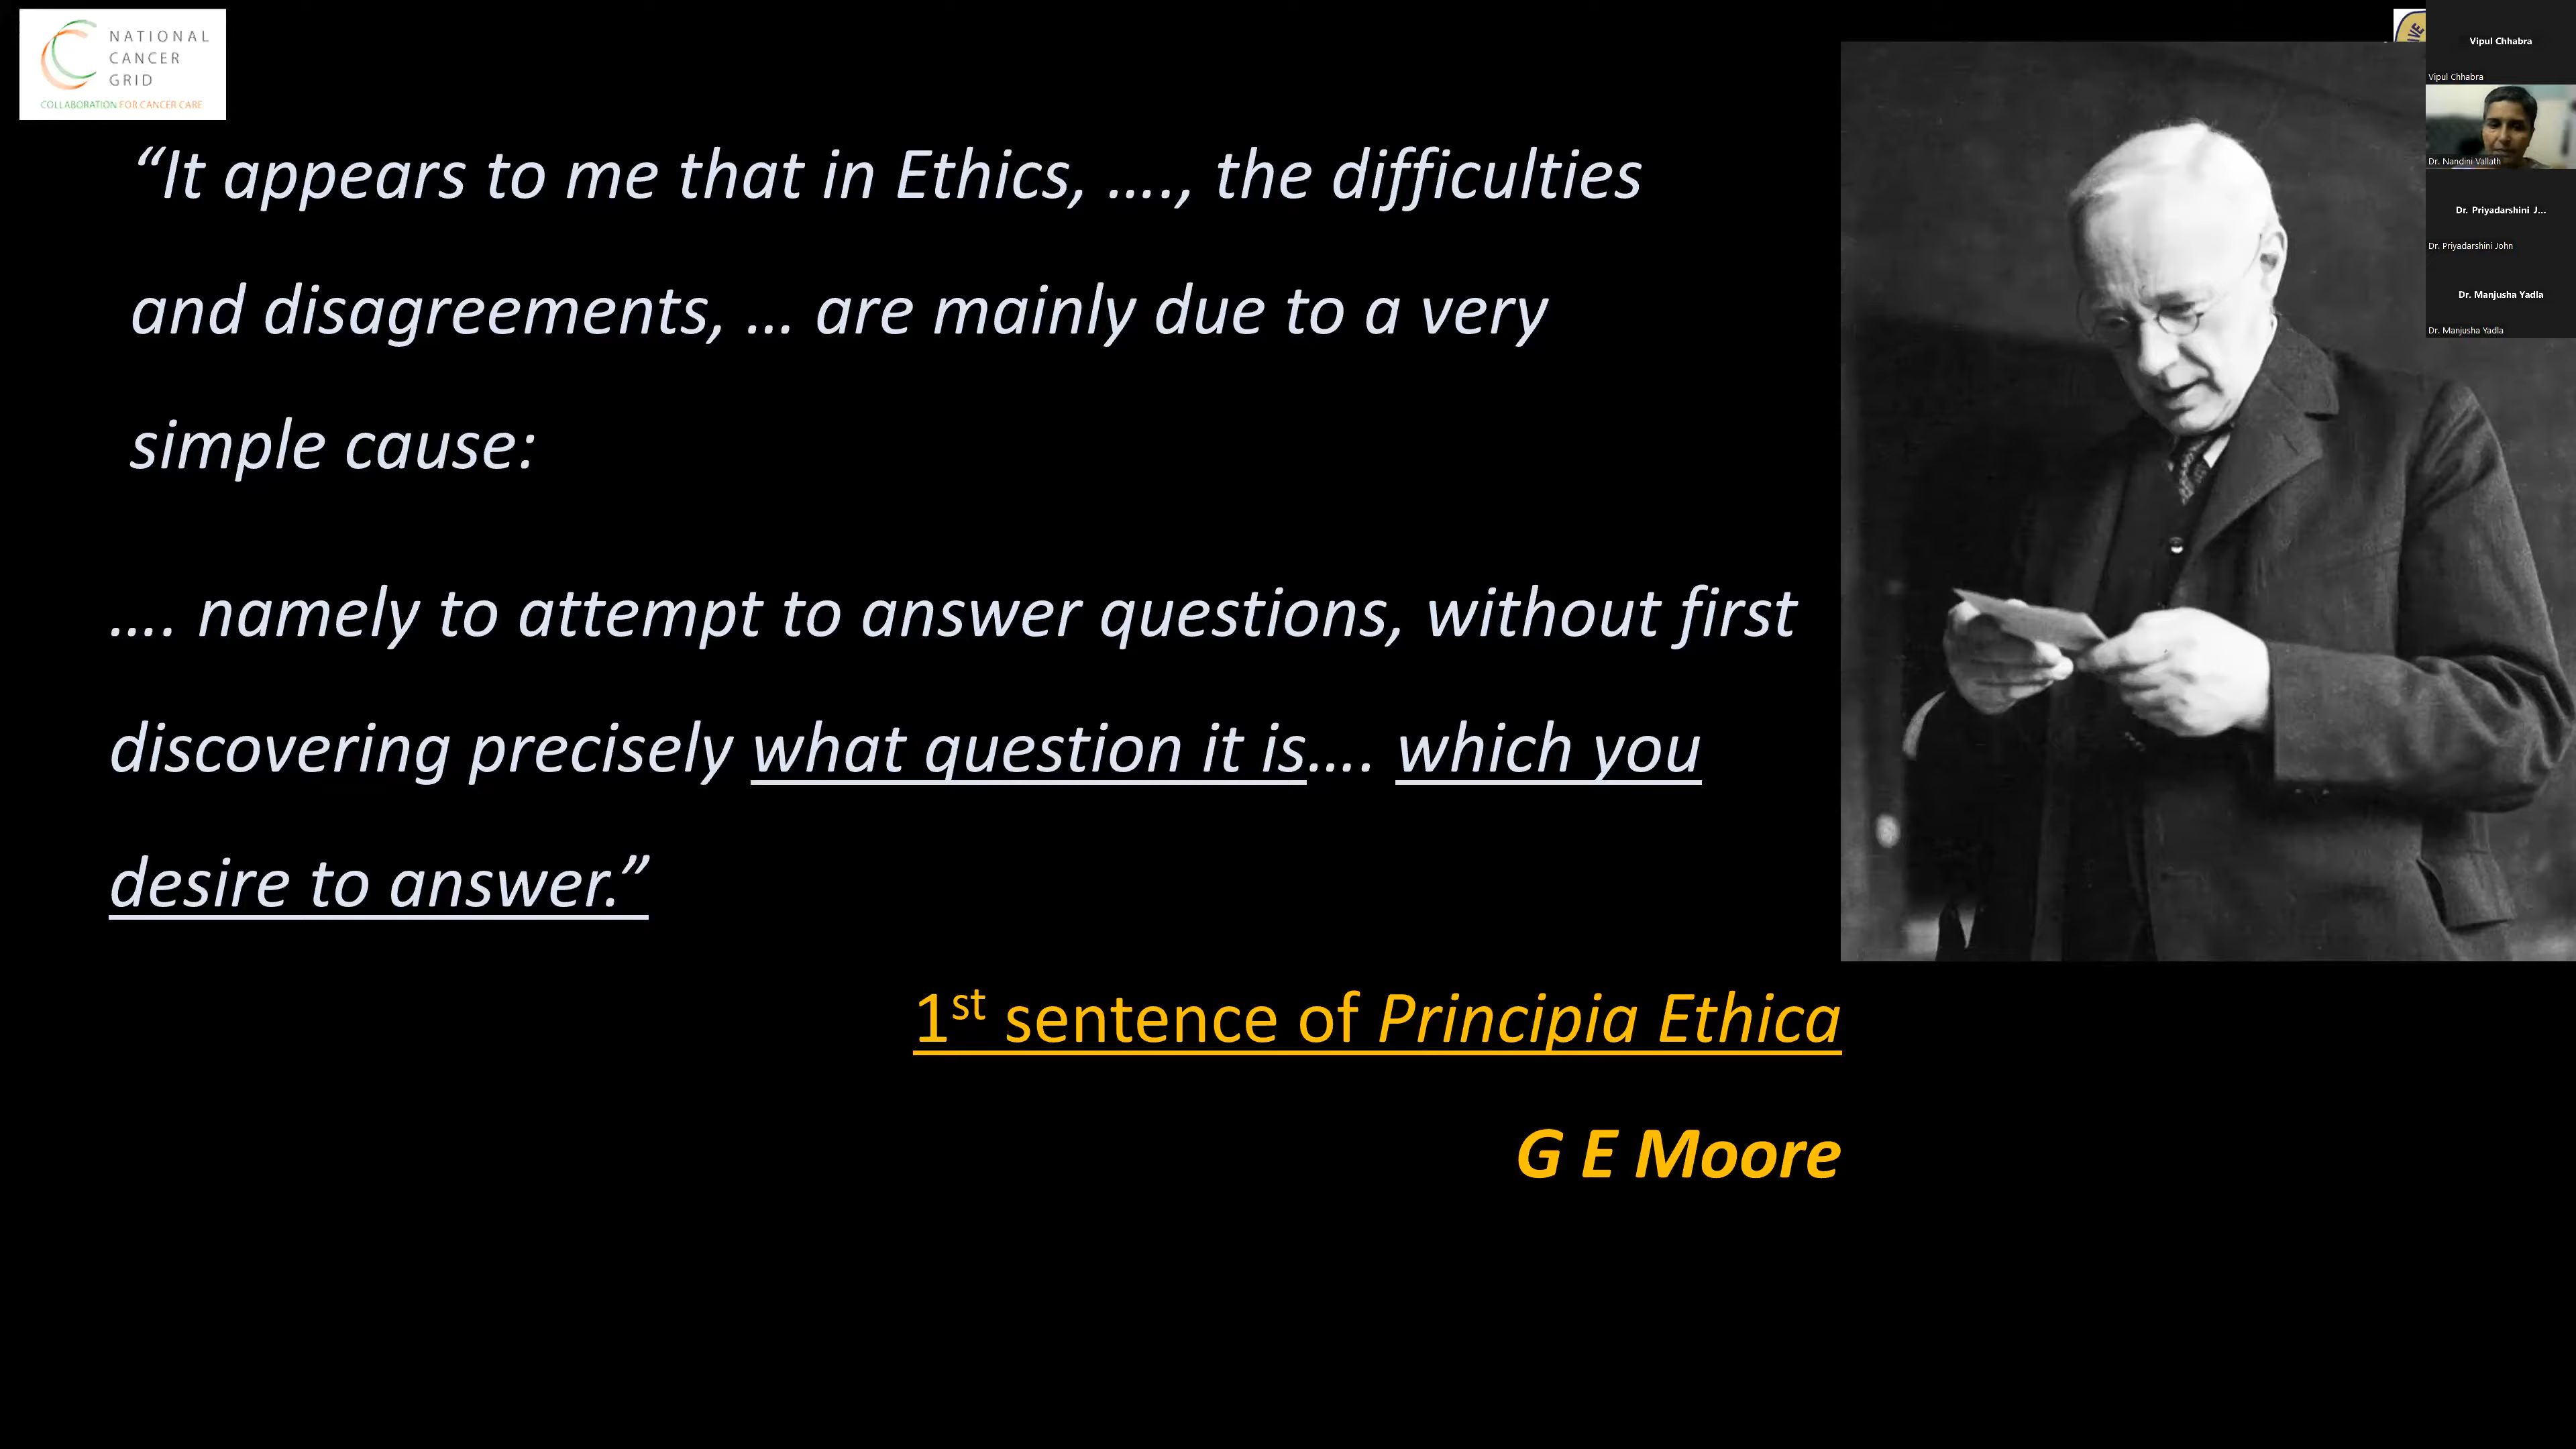 NATIONAL
CANCER
GRID
COLLABORATION FOR CANCER CARE
“It appears to me that in Ethics, …., the difficulties
and disagreements, … are mainly due to a very
simple cause:
…. namely to attempt to answer questions, without first
discovering precisely what question it is…. which you
desire to answer.”
1st sentence of Principia Ethica
G E Moore
Vipul Chhabra
Vipul Chhabra
Dr. Nandini Vallath
Dr. Priyadarshini J...
Dr. Priyadarshini John
Dr. Manjusha Yadla
Dr. Manjusha Yadla